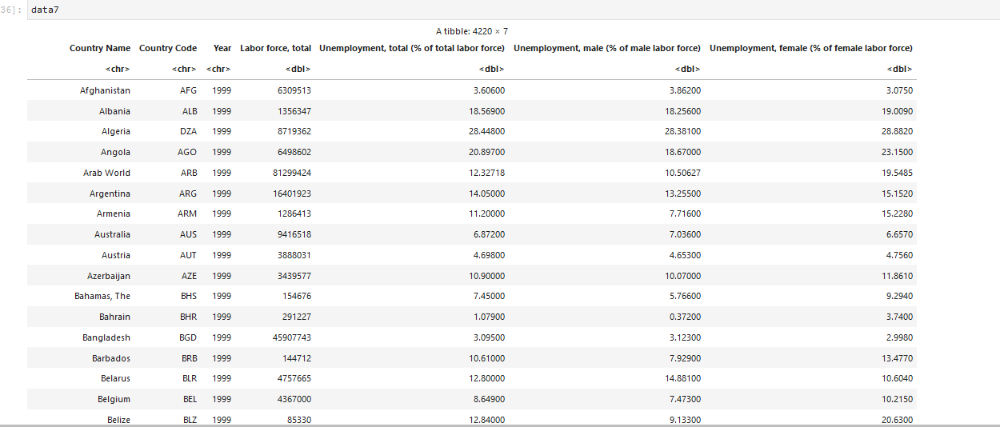 36]: data7
A tibble: 4220 × 7
Country Name Country Code Year Labor force, total Unemployment, total (% of total labor force) Unemployment, male (% of male labor force) Unemployment, female (% of female labor force)
<chr> <chr> <chr> <dbl> <dbl> <dbl> <dbl>
Afghanistan AFG 1999 6309513 3.60600 3.86200 3.0750
Albania ALB 1999 1356347 18.56900 18.25600 19.0090
Algeria DZA 1999 8719362 28.44800 28.38100 28.8820
Angola AGO 1999 6498602 20.89700 18.67000 23.1500
Arab World ARB 1999 81299424 12.32718 10.50627 19.5485
Argentina ARG 1999 16401923 14.05000 13.25500 15.1520
Armenia ARM 1999 1286413 11.20000 7.71600 15.2280
Australia AUS 1999 9416518 6.87200 7.03600 6.6570
Austria AUT 1999 3888031 4.69800 4.65300 4.7560
Azerbaijan AZE 1999 3439577 10.90000 10.07000 11.8610
Bahamas, The BHS 1999 154676 7.45000 5.76600 9.2940
Bahrain BHR 1999 291227 1.07900 0.37200 3.7400
Bangladesh BGD 1999 45907743 3.09500 3.12300 2.9980
Barbados BRB 1999 144712 10.61000 7.92900 13.4770
Belarus BLR 1999 4757665 12.80000 14.88100 10.6040
Belgium BEL 1999 4367000 8.64900 7.47300 10.2150
Belize BLZ 1999 85330 12.84000 9.13300 20.6300